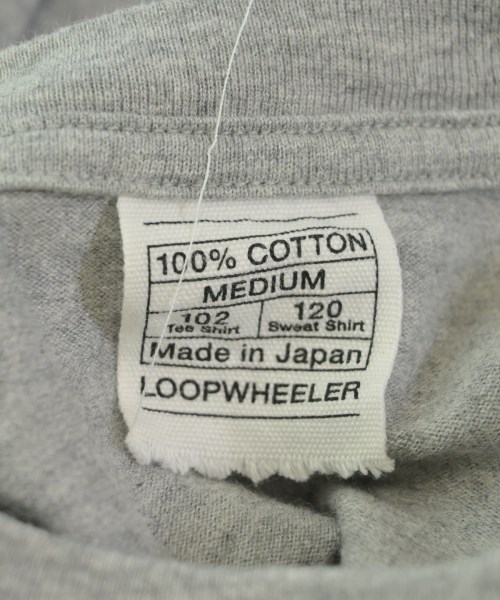 100% COTTON
MEDIUM
102 120
Tee Shirt Sweat Shirt
Made in Japan
LOOPWHEELER